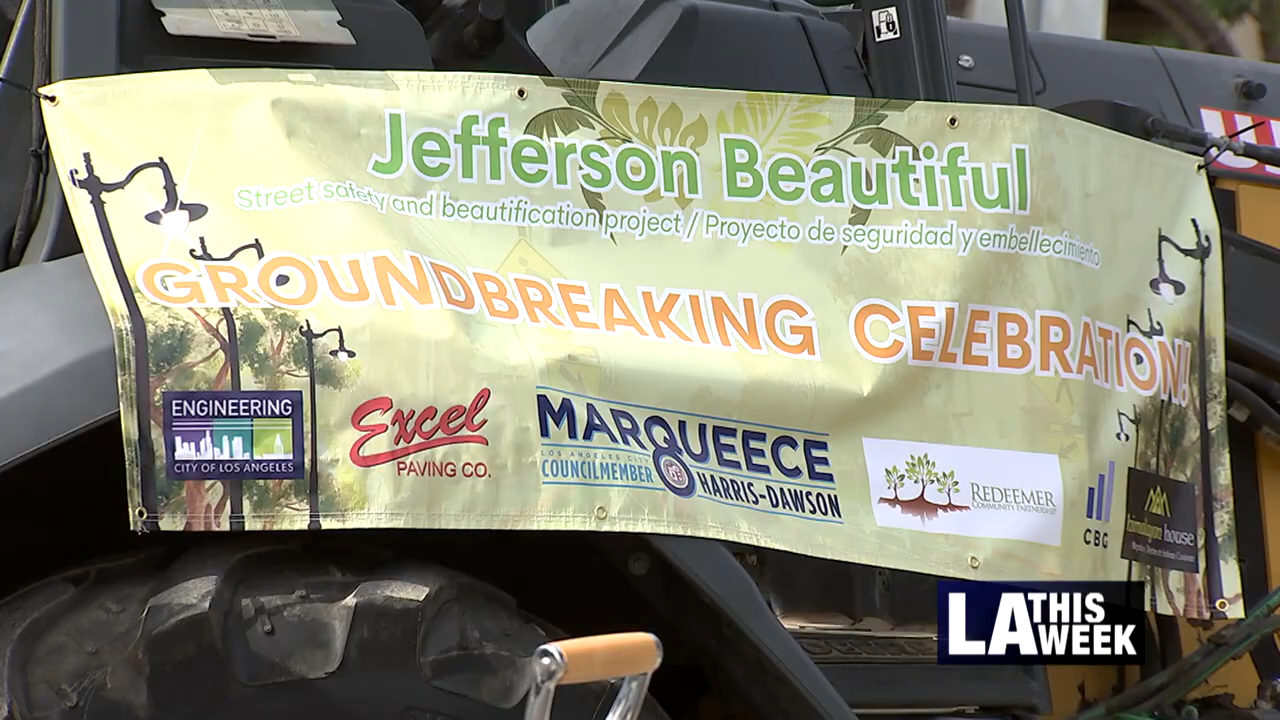 Jefferson Beautiful
Street safety and beautification project / Proyecto de seguridad y embellecimiento
GROUNDBREAKING CELEBRATION!
ENGINEERING
CITY OF LOS ANGELES
Excel
PAVING CO.
MARQUEECE
LOS ANGELES CITY
COUNCILMEMBER
HARRIS-DAWSON
REDEEMER
COMMUNITY PARTNERSHIP
CBG
house
LA THIS
WEEK